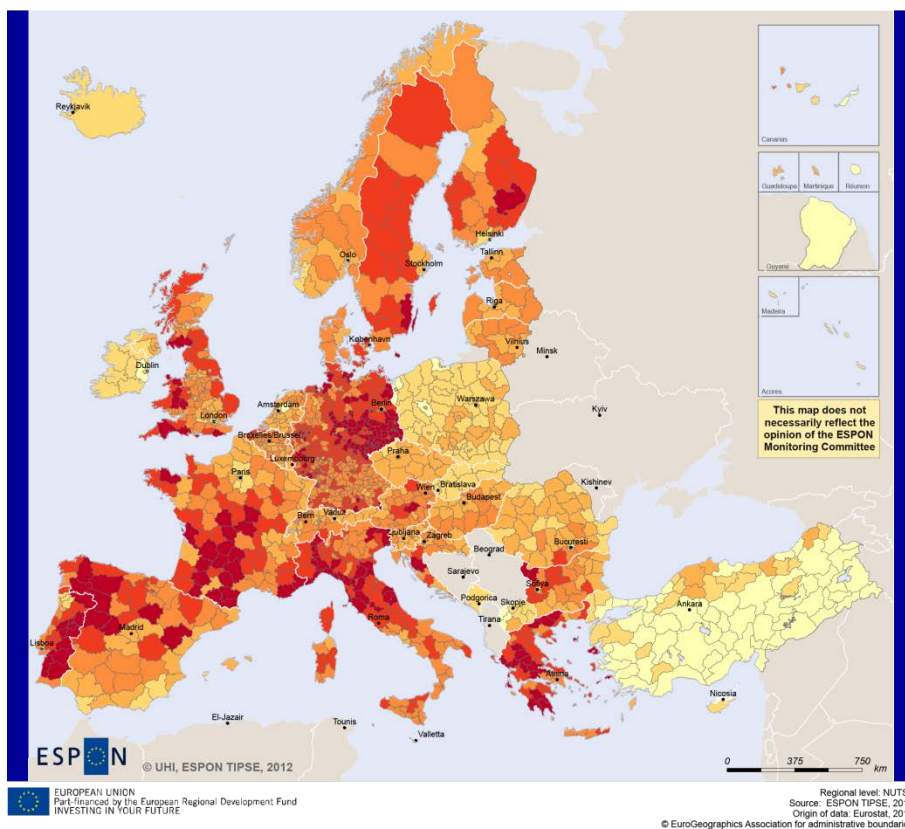 Reykjavik
Canarias
Guadeloupe
Martinique
Réunion
Guyane
Madeira
Acores
This map does not
necessarily reflect the
opinion of the ESPON
Monitoring Committee
Oslo
Helsinki
Tallinn
Stockholm
Riga
København
Vilnius
Minsk
Dublin
London
Amsterdam
Berlin
Warszawa
Bruxelles/Brussel
Kyiv
Luxembourg
Praha
Paris
Wien
Bratislava
Kishinev
Budapest
Bern
Vaduz
Ljubljana
Zagreb
Beograd
Bucuresti
Sarajevo
Sofiya
Podgorica
Skopje
Roma
Tirana
Ankara
Madrid
Lisboa
Athina
Nicosia
El-Jazair
Tounis
Valletta
ESPON
© UHI, ESPON TIPSE, 2012
0 375 750
km
EUROPEAN UNION
Part-financed by the European Regional Development Fund
INVESTING IN YOUR FUTURE
Regional level: NUTS
Source: ESPON TIPSE, 201
Origin of data: Eurostat, 201
© EuroGeographics Association for administrative boundarie